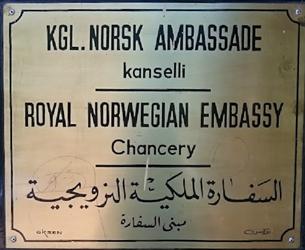 KGL. NORSK AMBASSADE
kanselli
ROYAL NORWEGIAN EMBASSY
Chancery
السفارة الملكية النرويجية
مبنى السفارة